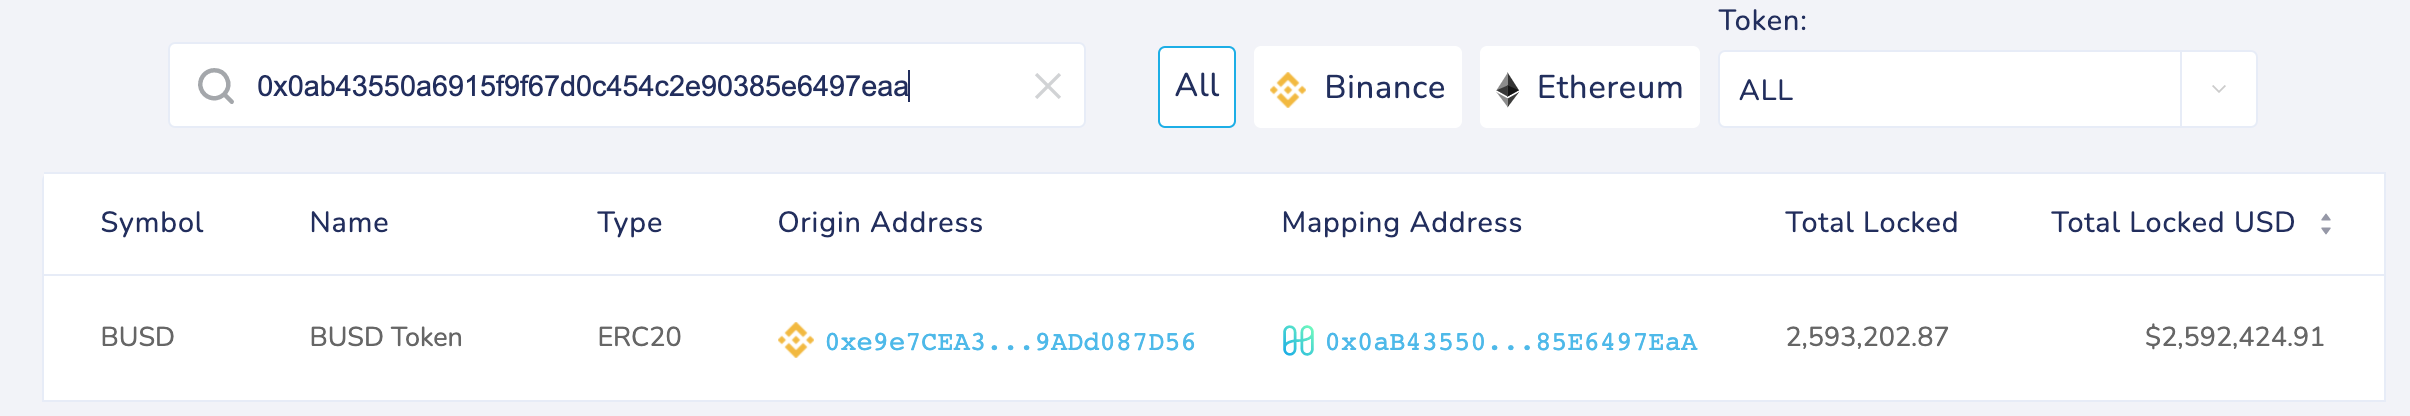 Token:
0x0ab43550a6915f9f67d0c454c2e90385e6497eaa All Binance Ethereum ALL
Symbol Name Type Origin Address Mapping Address Total Locked Total Locked USD
BUSD BUSD Token ERC20 0xe9e7CEA3...9ADd087D56 0x0aB43550...85E6497EaA 2,593,202.87 $2,592,424.91